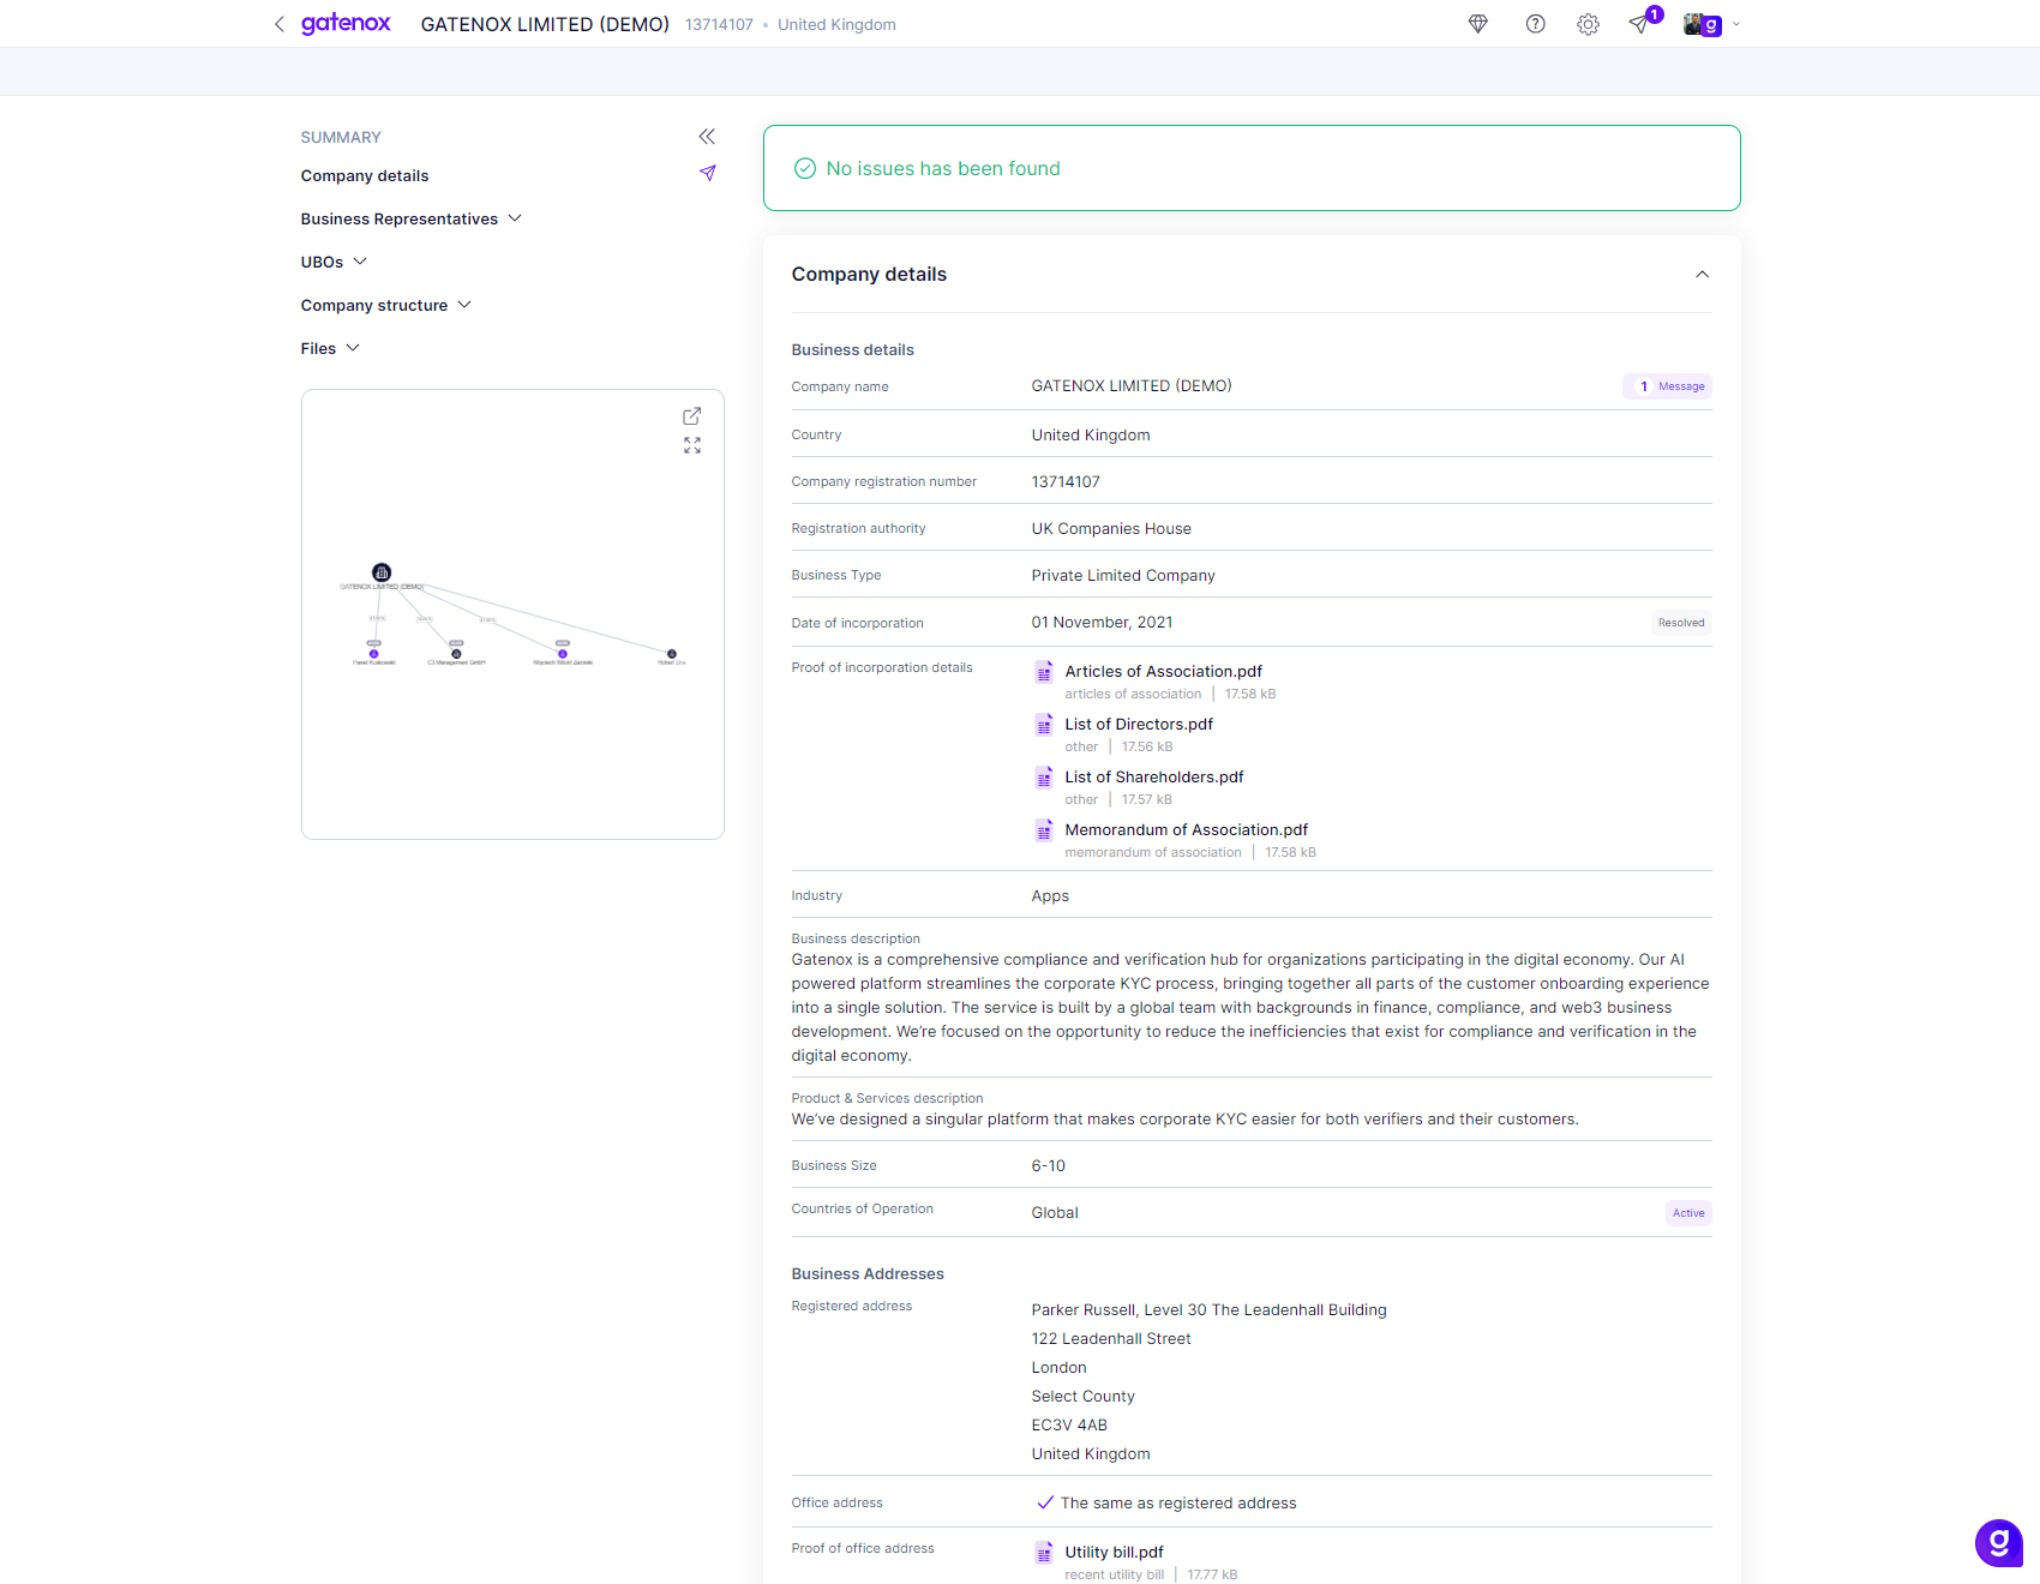 gatenox GATENOX LIMITED (DEMO) 13714107 • United Kingdom 1 g
SUMMARY
Company details
Business Representatives
UBOs
Company structure
Files
GATENOX LIMITED (DEMO)
C3 Management GmbH
No issues has been found
Company details
Business details
Company name GATENOX LIMITED (DEMO) 1 Message
Country United Kingdom
Company registration number 13714107
Registration authority UK Companies House
Business Type Private Limited Company
Date of incorporation 01 November, 2021 Resolved
Proof of incorporation details Articles of Association.pdf
articles of association | 17.58 kB
List of Directors.pdf
other | 17.56 kB
List of Shareholders.pdf
other | 17.57 kB
Memorandum of Association.pdf
memorandum of association | 17.58 kB
Industry Apps
Business description
Gatenox is a comprehensive compliance and verification hub for organizations participating in the digital economy. Our AI
powered platform streamlines the corporate KYC process, bringing together all parts of the customer onboarding experience
into a single solution. The service is built by a global team with backgrounds in finance, compliance, and web3 business
development. We're focused on the opportunity to reduce the inefficiencies that exist for compliance and verification in the
digital economy.
Product & Services description
We've designed a singular platform that makes corporate KYC easier for both verifiers and their customers.
Business Size 6-10
Countries of Operation Global Active
Business Addresses
Registered address Parker Russell, Level 30 The Leadenhall Building
122 Leadenhall Street
London
Select County
EC3V 4AB
United Kingdom
Office address The same as registered address
Proof of office address Utility bill.pdf
recent utility bill | 17.77 kB
g